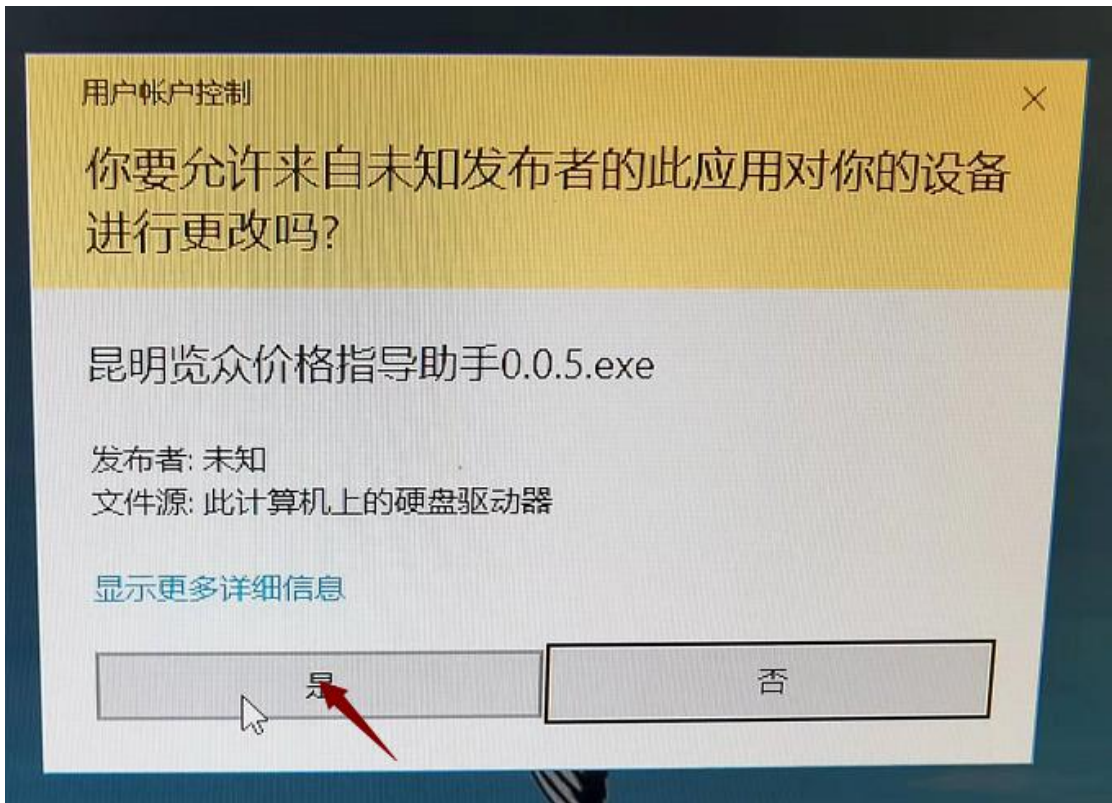 用户帐户控制
你要允许来自未知发布者的此应用对你的设备
进行更改吗?
昆明览众价格指导助手0.0.5.exe
发布者: 未知
文件源: 此计算机上的硬盘驱动器
显示更多详细信息
是
否